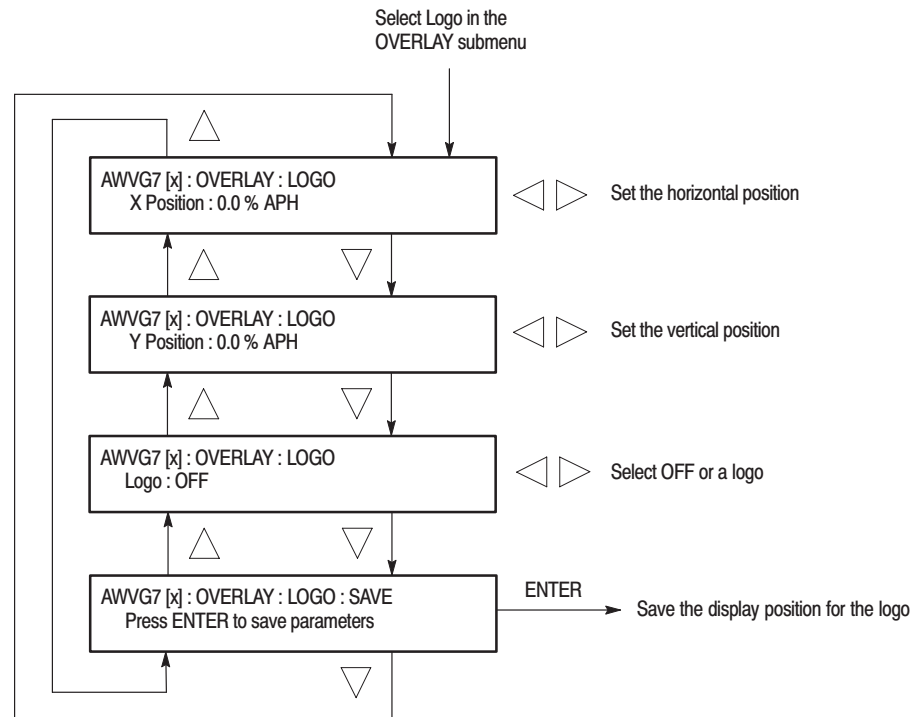 Select Logo in the
OVERLAY submenu
AWVG7 [x] : OVERLAY : LOGO
X Position : 0.0 % APH
Set the horizontal position
AWVG7 [x] : OVERLAY : LOGO
Y Position : 0.0 % APH
Set the vertical position
AWVG7 [x] : OVERLAY : LOGO
Logo : OFF
Select OFF or a logo
AWVG7 [x] : OVERLAY : LOGO : SAVE
Press ENTER to save parameters
ENTER
Save the display position for the logo